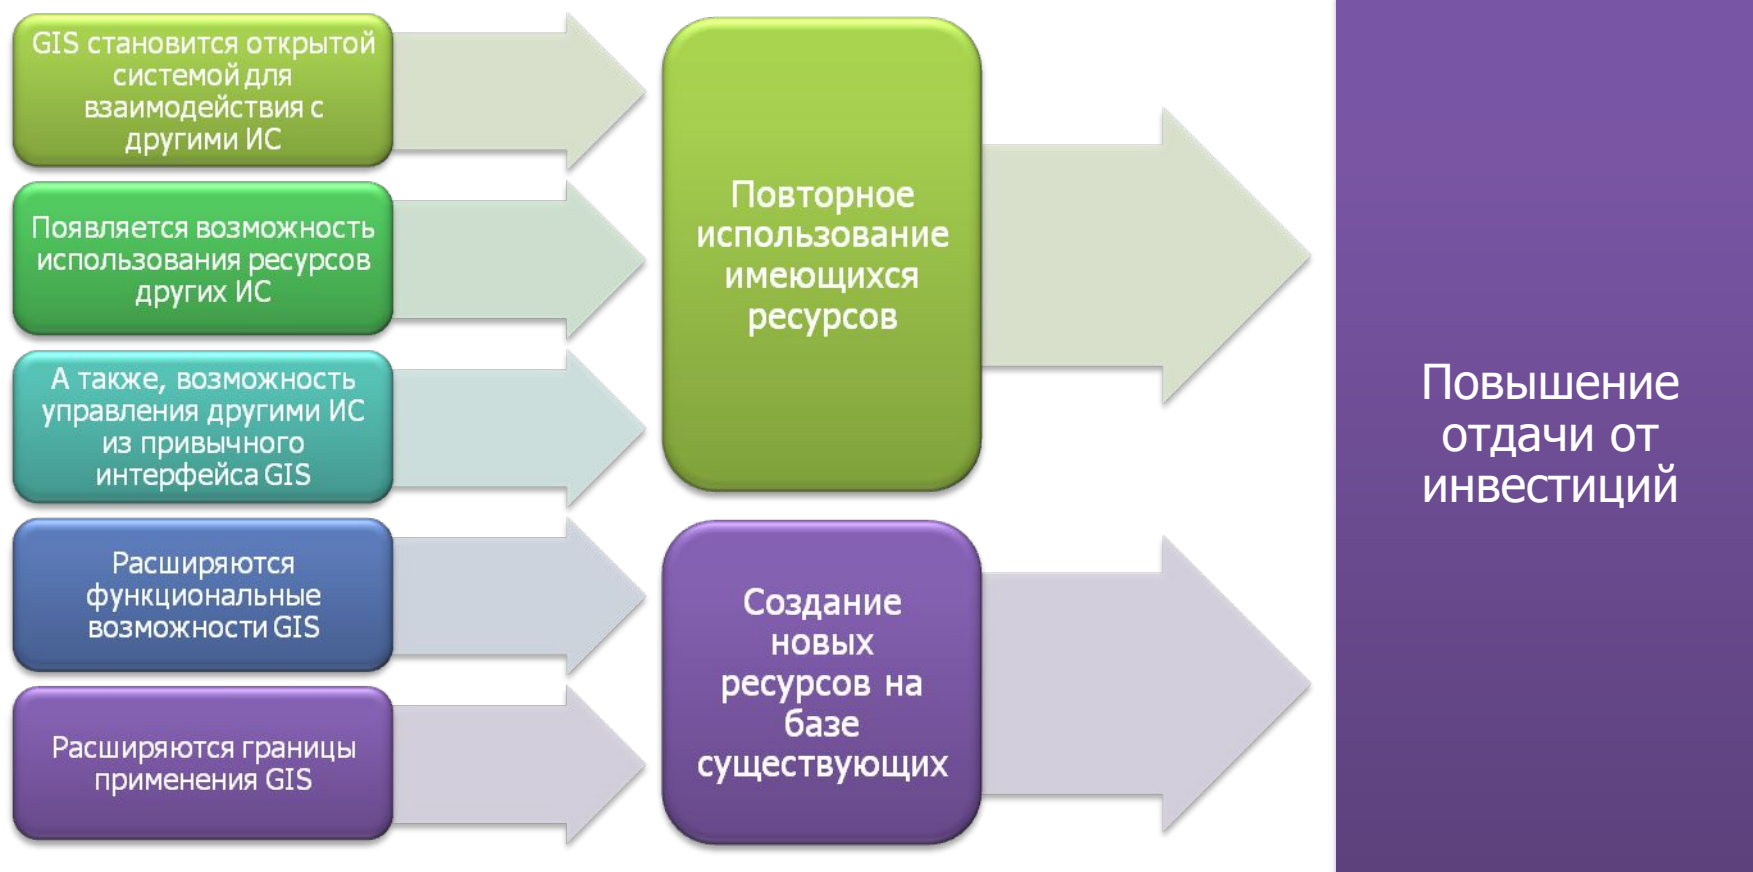 GIS становится открытой
системой для
взаимодействия с
другими ИС
Появляется возможность
использования ресурсов
других ИС
А также, возможность
управления другими ИС
из привычного
интерфейса GIS
Расширяются
функциональные
возможности GIS
Расширяются границы
применения GIS
Повторное
использование
имеющихся
ресурсов
Создание
новых
ресурсов на
базе
существующих
Повышение
отдачи от
инвестиций